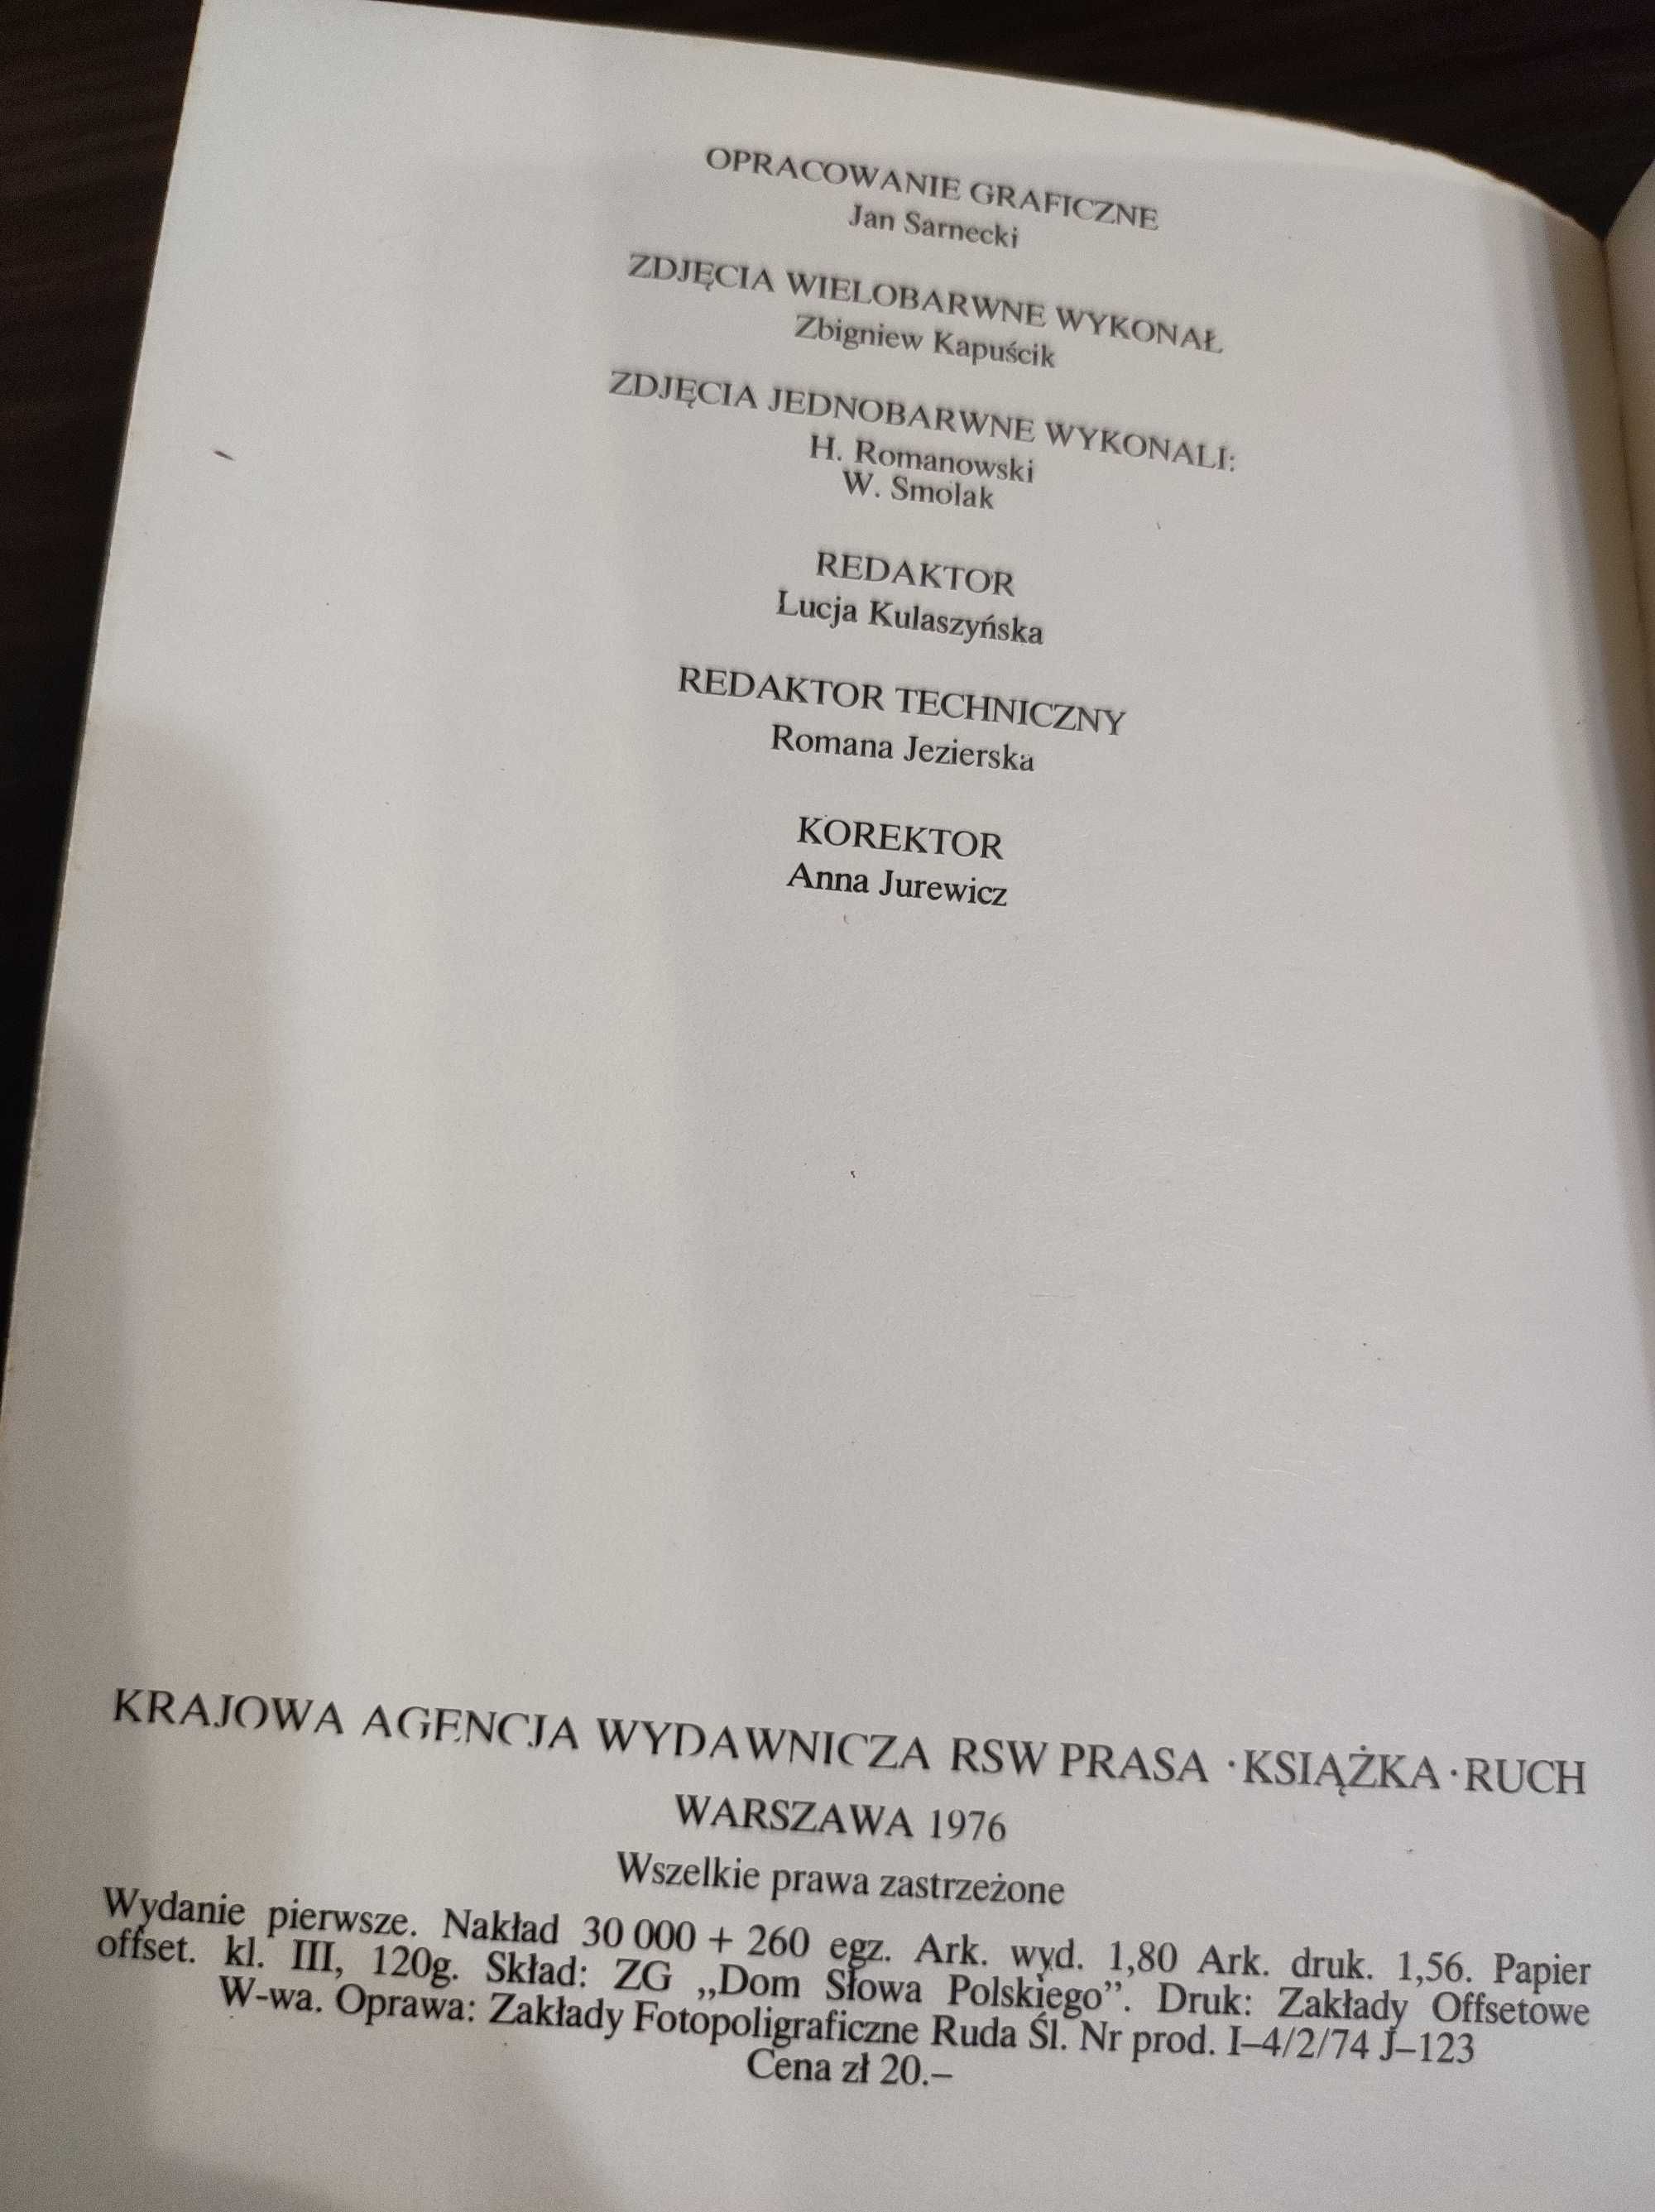 OPRACOWANIE GRAFICZNE
Jan Sarnecki
ZDJĘCIA WIELOBARWNE WYKONAŁ
Zbigniew Kapuścik
ZDJĘCIA JEDNOBARWNE WYKONALI:
H. Romanowski
W. Smolak
REDAKTOR
Lucja Kulaszyńska
REDAKTOR TECHNICZNY
Romana Jezierska
KOREKTOR
Anna Jurewicz
KRAJOWA AGENCJA WYDAWNICZA RSW PRASA · KSIĄŻKA · RUCH
WARSZAWA 1976
Wszelkie prawa zastrzeżone
Wydanie pierwsze. Nakład 30 000 + 260 egz. Ark. wyd. 1,80 Ark. druk. 1,56. Papier
offset. kl. III, 120g. Skład: ZG „Dom Słowa Polskiego”. Druk: Zakłady Offsetowe
W-wa. Oprawa: Zakłady Fotopoligraficzne Ruda Śl. Nr prod. I–4/2/74 J–123
Cena zł 20.–